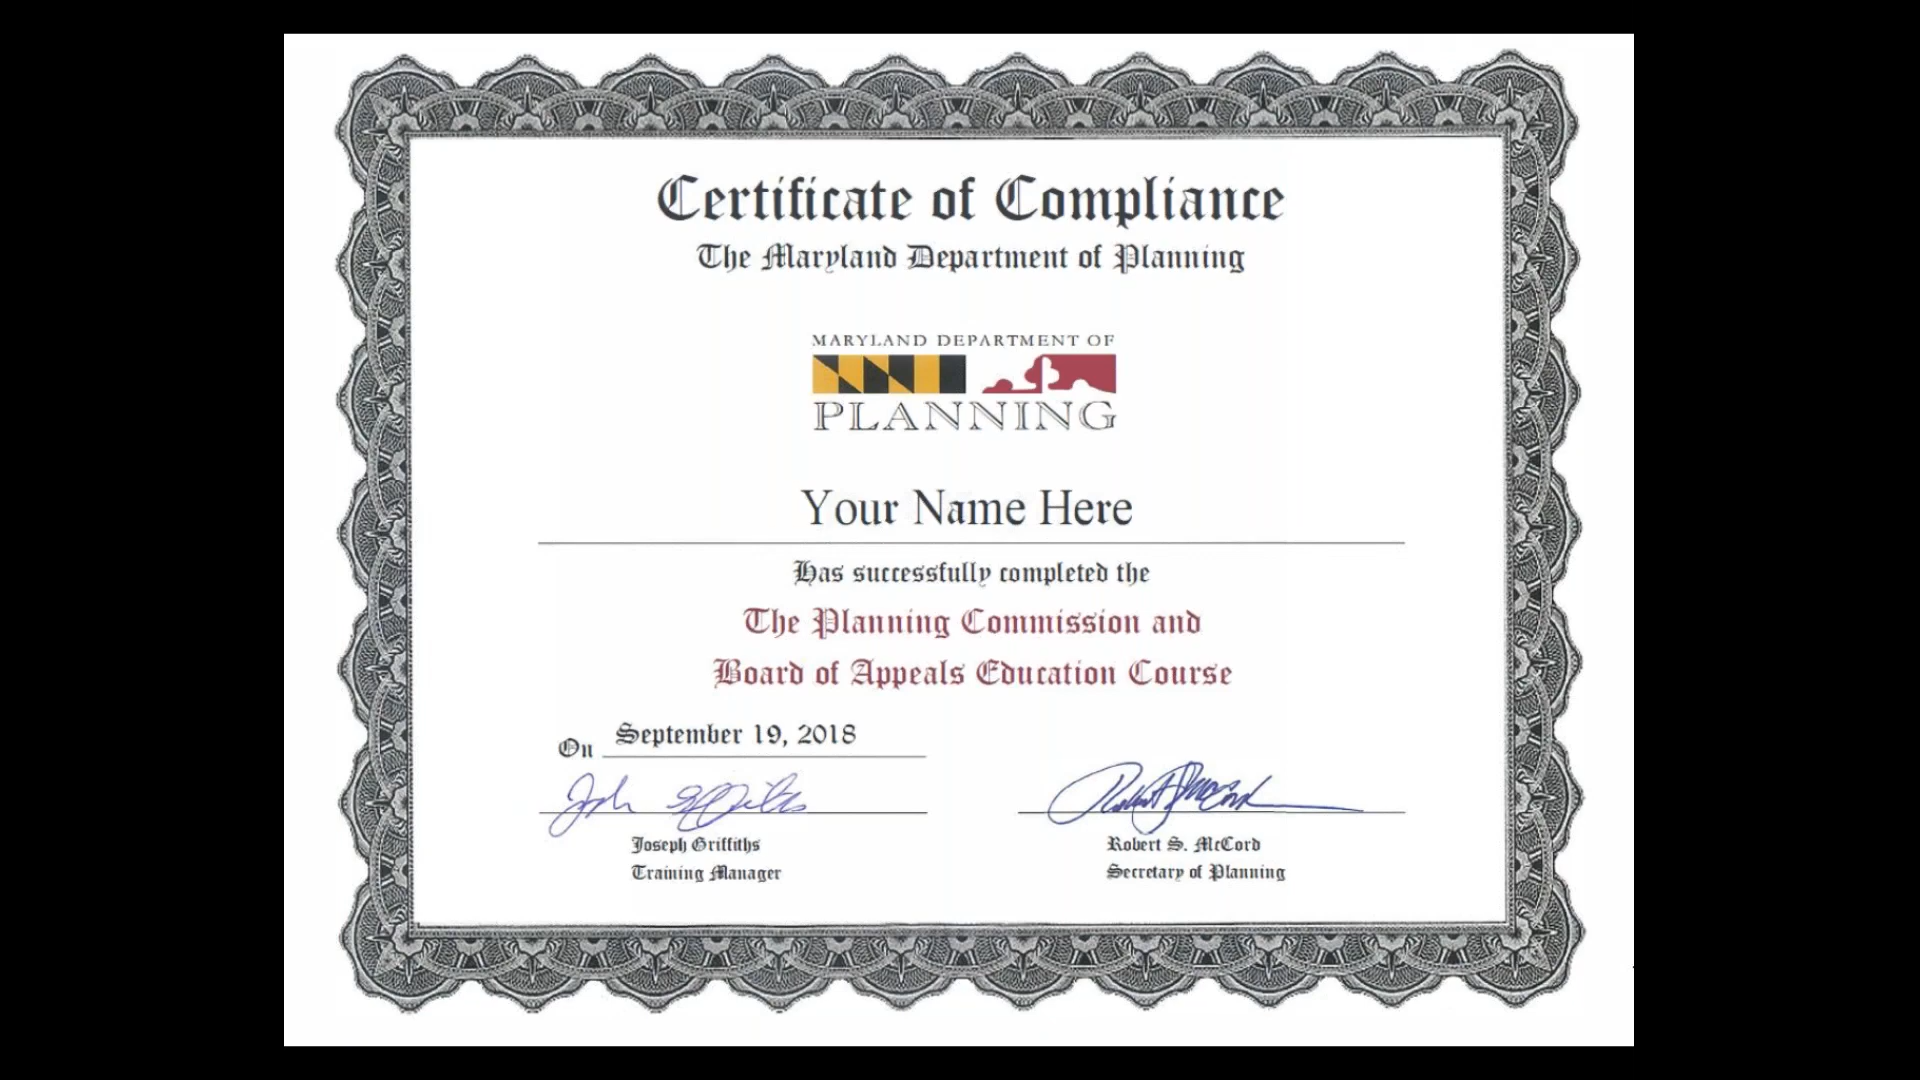 Certificate of Compliance
The Maryland Department of Planning
MARYLAND DEPARTMENT OF
PLANNING
Your Name Here
Has successfully completed the
The Planning Commission and
Board of Appeals Education Course
On September 19, 2018
Joseph Griffiths
Training Manager
Robert S. McCord
Secretary of Planning